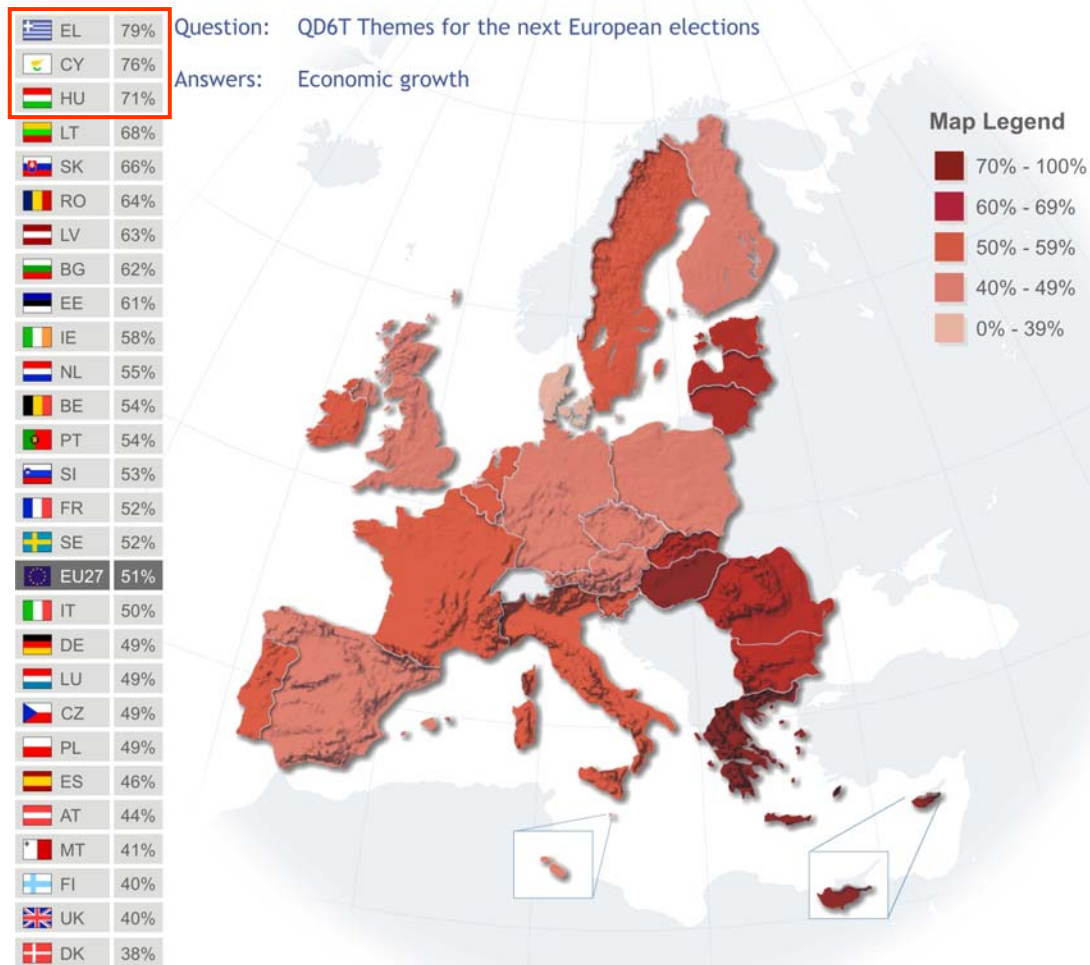 Question: QD6T Themes for the next European elections
Answers: Economic growth
EL 79%
CY 76%
HU 71%
LT 68%
SK 66%
RO 64%
LV 63%
BG 62%
EE 61%
IE 58%
NL 55%
BE 54%
PT 54%
SI 53%
FR 52%
SE 52%
EU27 51%
IT 50%
DE 49%
LU 49%
CZ 49%
PL 49%
ES 46%
AT 44%
MT 41%
FI 40%
UK 40%
DK 38%
Map Legend
70% - 100%
60% - 69%
50% - 59%
40% - 49%
0% - 39%